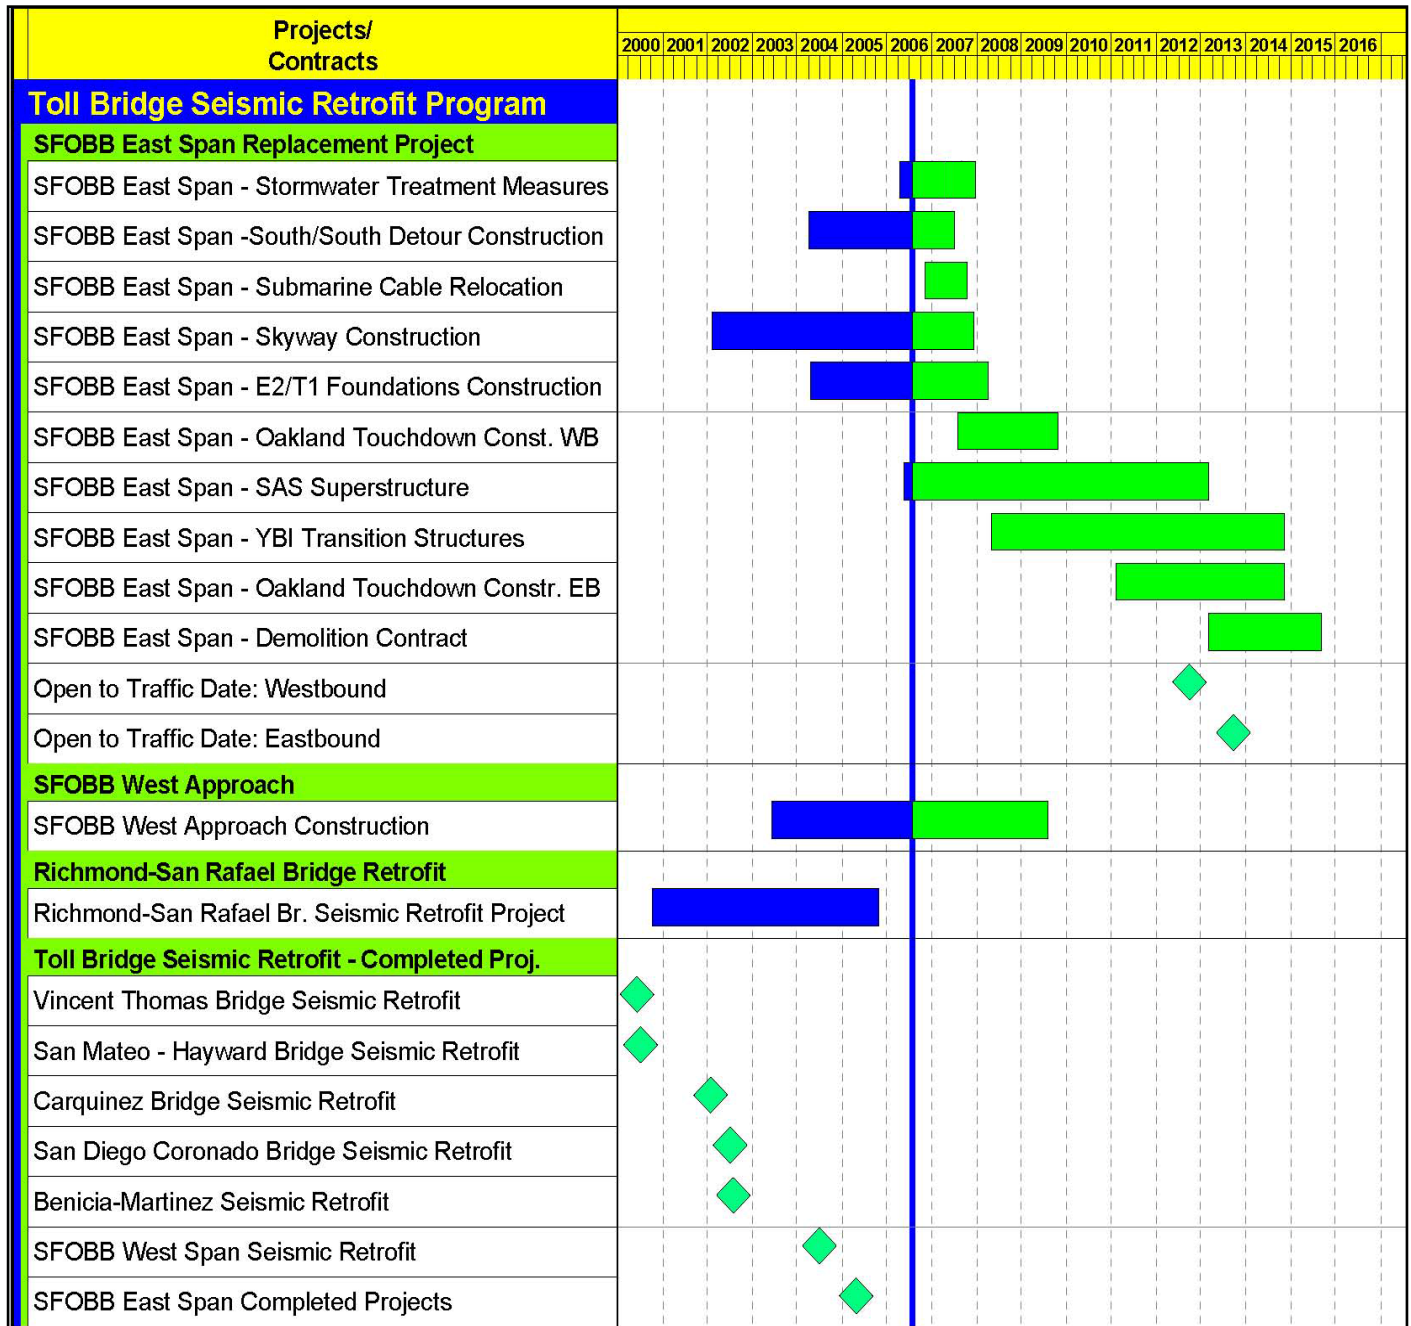 Projects/
Contracts
2000 2001 2002 2003 2004 2005 2006 2007 2008 2009 2010 2011 2012 2013 2014 2015 2016
Toll Bridge Seismic Retrofit Program
SFOBB East Span Replacement Project
SFOBB East Span - Stormwater Treatment Measures
SFOBB East Span -South/South Detour Construction
SFOBB East Span - Submarine Cable Relocation
SFOBB East Span - Skyway Construction
SFOBB East Span - E2/T1 Foundations Construction
SFOBB East Span - Oakland Touchdown Const. WB
SFOBB East Span - SAS Superstructure
SFOBB East Span - YBI Transition Structures
SFOBB East Span - Oakland Touchdown Constr. EB
SFOBB East Span - Demolition Contract
Open to Traffic Date: Westbound
Open to Traffic Date: Eastbound
SFOBB West Approach
SFOBB West Approach Construction
Richmond-San Rafael Bridge Retrofit
Richmond-San Rafael Br. Seismic Retrofit Project
Toll Bridge Seismic Retrofit - Completed Proj.
Vincent Thomas Bridge Seismic Retrofit
San Mateo - Hayward Bridge Seismic Retrofit
Carquinez Bridge Seismic Retrofit
San Diego Coronado Bridge Seismic Retrofit
Benicia-Martinez Seismic Retrofit
SFOBB West Span Seismic Retrofit
SFOBB East Span Completed Projects